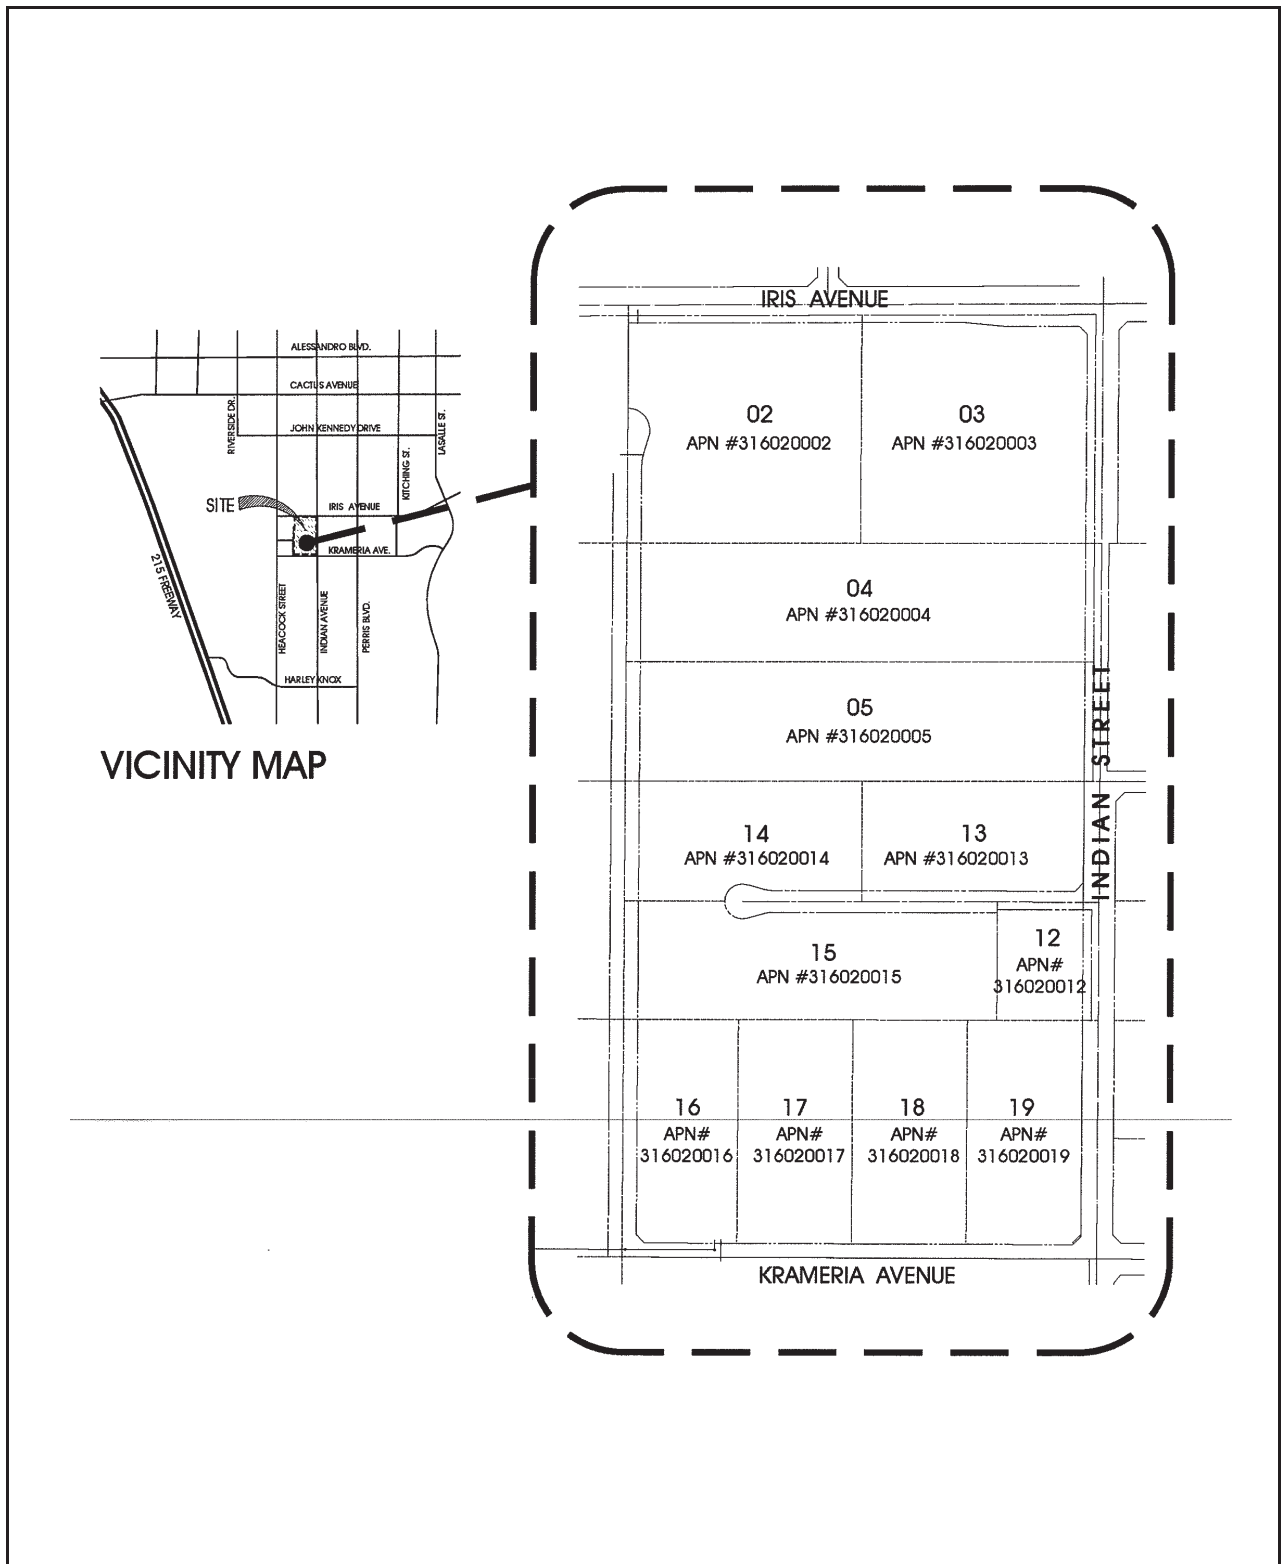 ALESSANDRO BLVD.
CACTUS AVENUE
RIVERSIDE DR.
JOHN KENNEDY DRIVE
LASALLE ST.
KITCHING ST.
SITE
IRIS AVENUE
KRAMERIA AVE.
215 FREEWAY
HEACOCK STREET
INDIAN AVENUE
PERRIS BLVD.
HARLEY KNOX
VICINITY MAP
IRIS AVENUE
02
APN #316020002
03
APN #316020003
04
APN #316020004
05
APN #316020005
INDIAN STREET
14
APN #316020014
13
APN #316020013
15
APN #316020015
12
APN#
316020012
16
APN#
316020016
17
APN#
316020017
18
APN#
316020018
19
APN#
316020019
KRAMERIA AVENUE